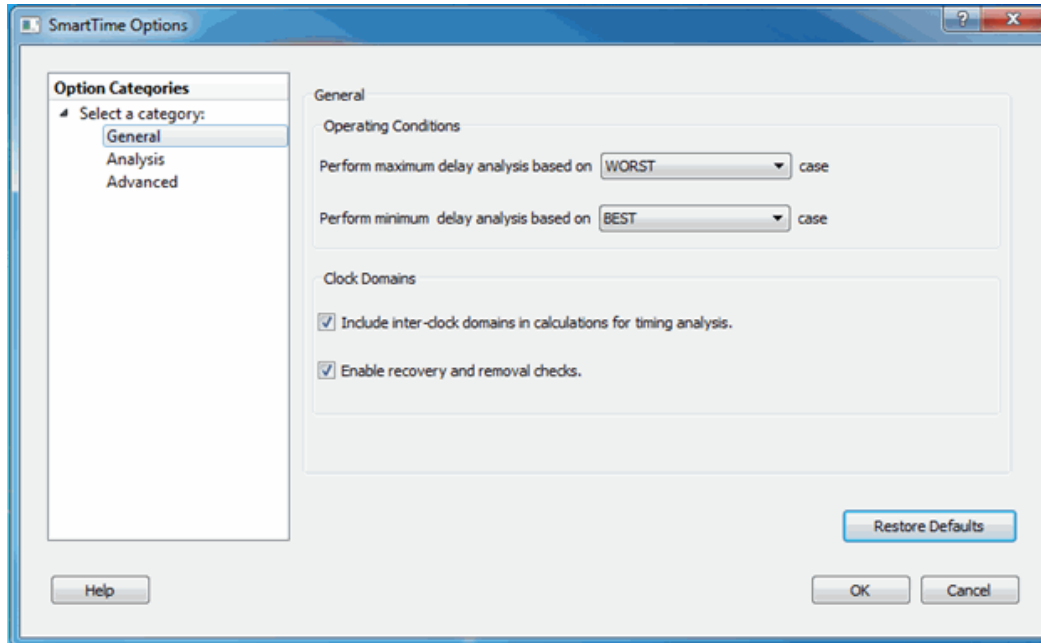 SmartTime Options
Option Categories
Select a category:
General
Analysis
Advanced
General
Operating Conditions
Perform maximum delay analysis based on WORST case
Perform minimum delay analysis based on BEST case
Clock Domains
Include inter-clock domains in calculations for timing analysis.
Enable recovery and removal checks.
Restore Defaults
Help OK Cancel